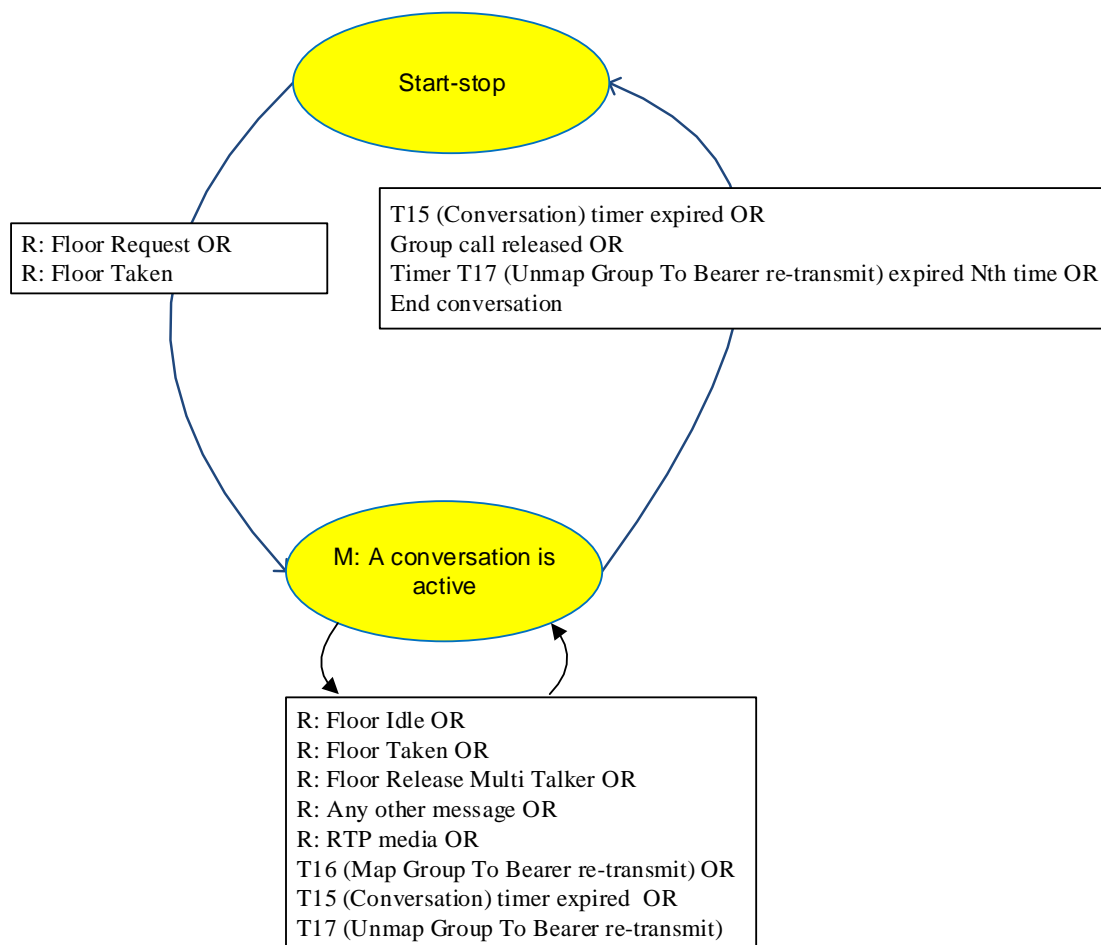 Start-stop
R: Floor Request OR
R: Floor Taken
T15 (Conversation) timer expired OR
Group call released OR
Timer T17 (Unmap Group To Bearer re-transmit) expired Nth time OR
End conversation
M: A conversation is
active
R: Floor Idle OR
R: Floor Taken OR
R: Floor Release Multi Talker OR
R: Any other message OR
R: RTP media OR
T16 (Map Group To Bearer re-transmit) OR
T15 (Conversation) timer expired  OR
T17 (Unmap Group To Bearer re-transmit)